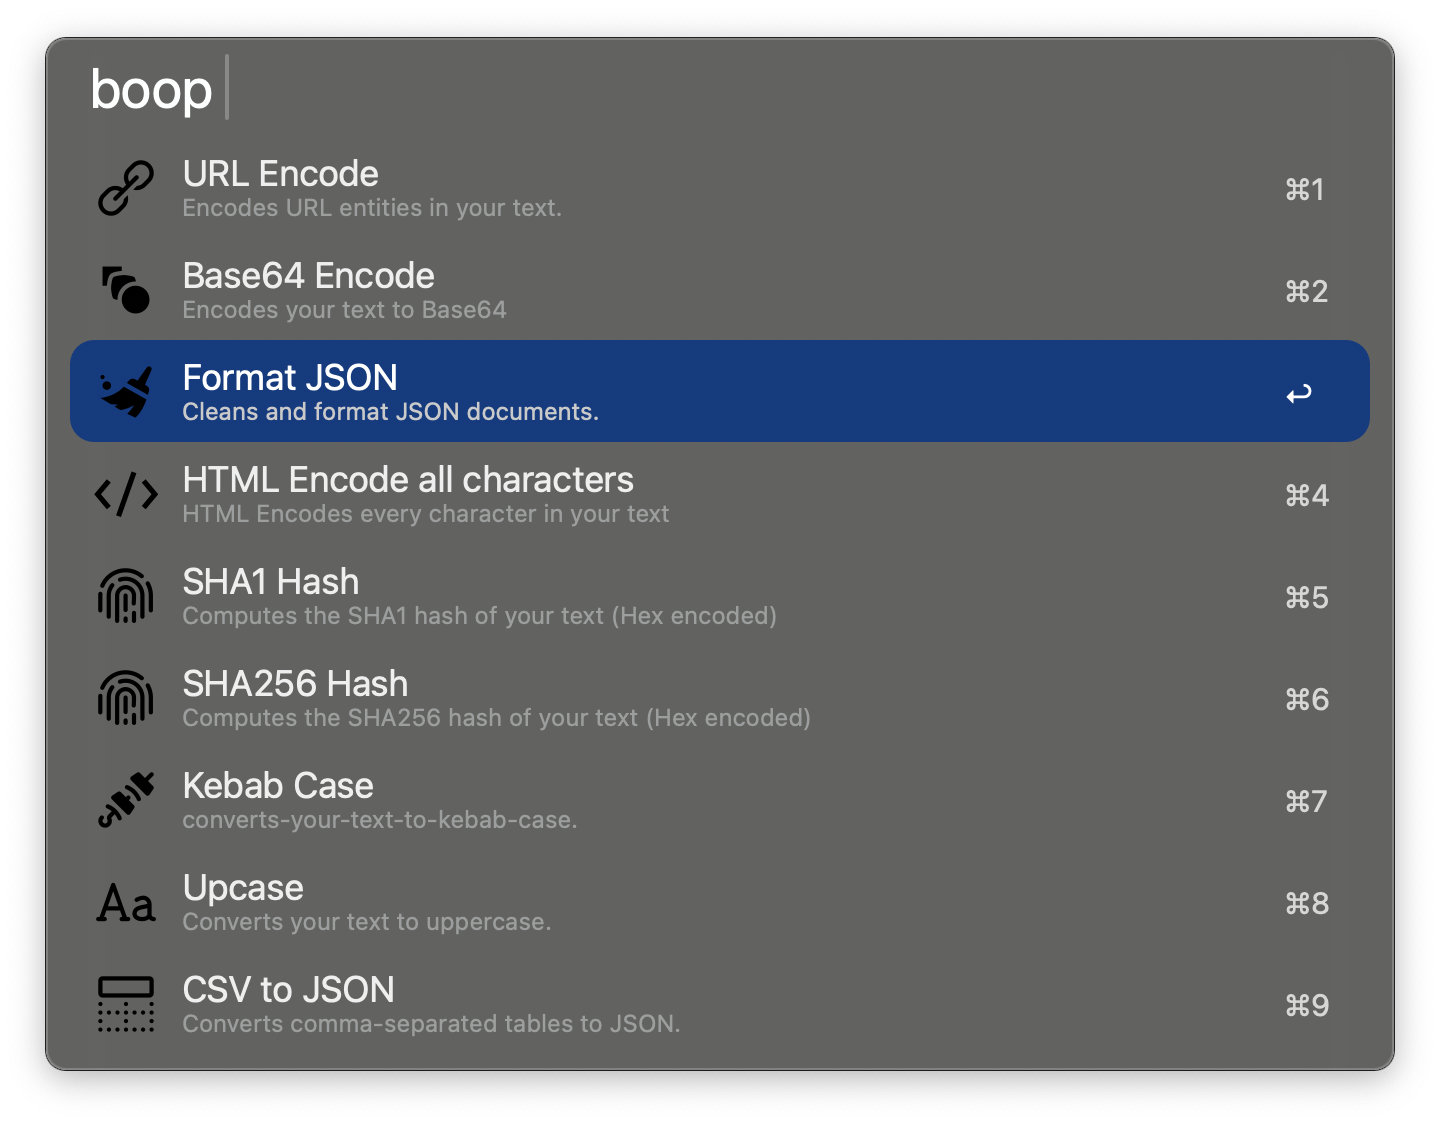 boop
URL Encode
Encodes URL entities in your text.
⌘1
Base64 Encode
Encodes your text to Base64
⌘2
Format JSON
Cleans and format JSON documents.
HTML Encode all characters
HTML Encodes every character in your text
⌘4
SHA1 Hash
Computes the SHA1 hash of your text (Hex encoded)
⌘5
SHA256 Hash
Computes the SHA256 hash of your text (Hex encoded)
⌘6
Kebab Case
converts-your-text-to-kebab-case.
⌘7
Aa
Upcase
Converts your text to uppercase.
⌘8
CSV to JSON
Converts comma-separated tables to JSON.
⌘9